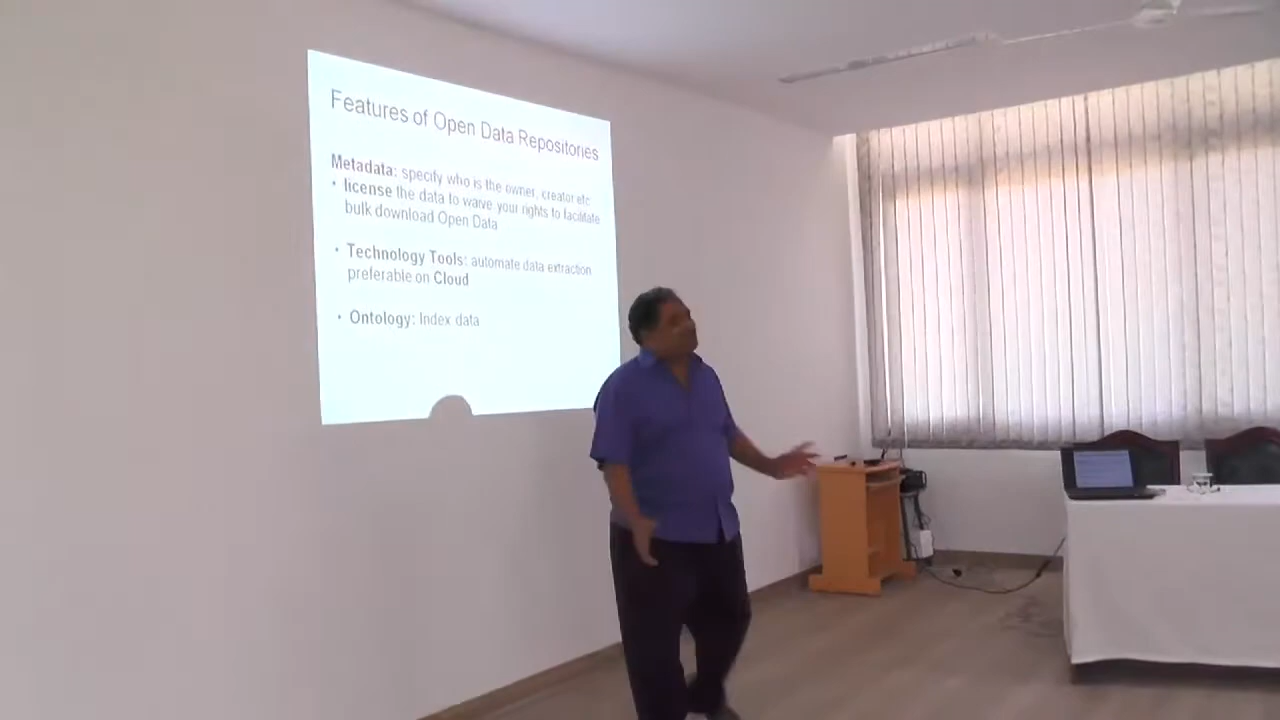 Features of Open Data Repositories
Metadata: specify who is the owner, creator etc
• license the data to waive your rights to facilitate
bulk download Open Data
• Technology Tools: automate data extraction
preferable on Cloud
• Ontology: Index data